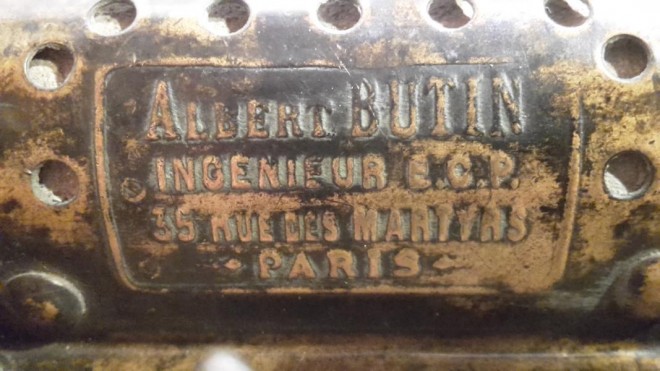 ALBERT BUTIN
INGENIEUR E.C.P.
35 RUE DES MARTYRS
PARIS